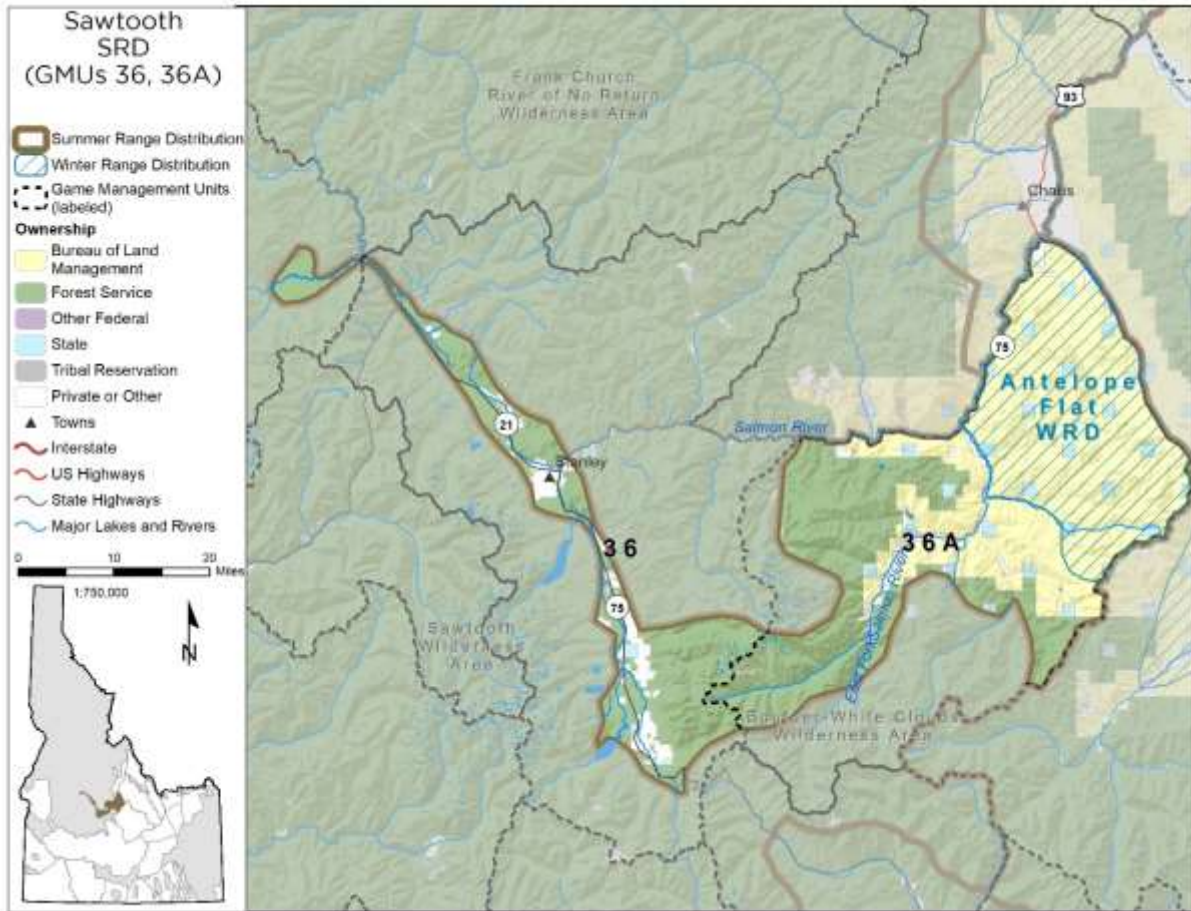 Sawtooth
SRD
(GMUs 36, 36A)
Summer Range Distribution
Winter Range Distribution
Game Management Units
(labeled)
Ownership
Bureau of Land
Management
Forest Service
Other Federal
State
Tribal Reservation
Private or Other
Towns
Interstate
US Highways
State Highways
Major Lakes and Rivers
0 10 20
Miles
1:750,000
N
Frank Church
River of No Return
Wilderness Area
93
Challis
75
Antelope
Flat
WRD
21
Stanley
Salmon River
36
36A
East Fork Salmon River
75
Sawtooth
Wilderness
Area
Boulder-White Clouds
Wilderness Area